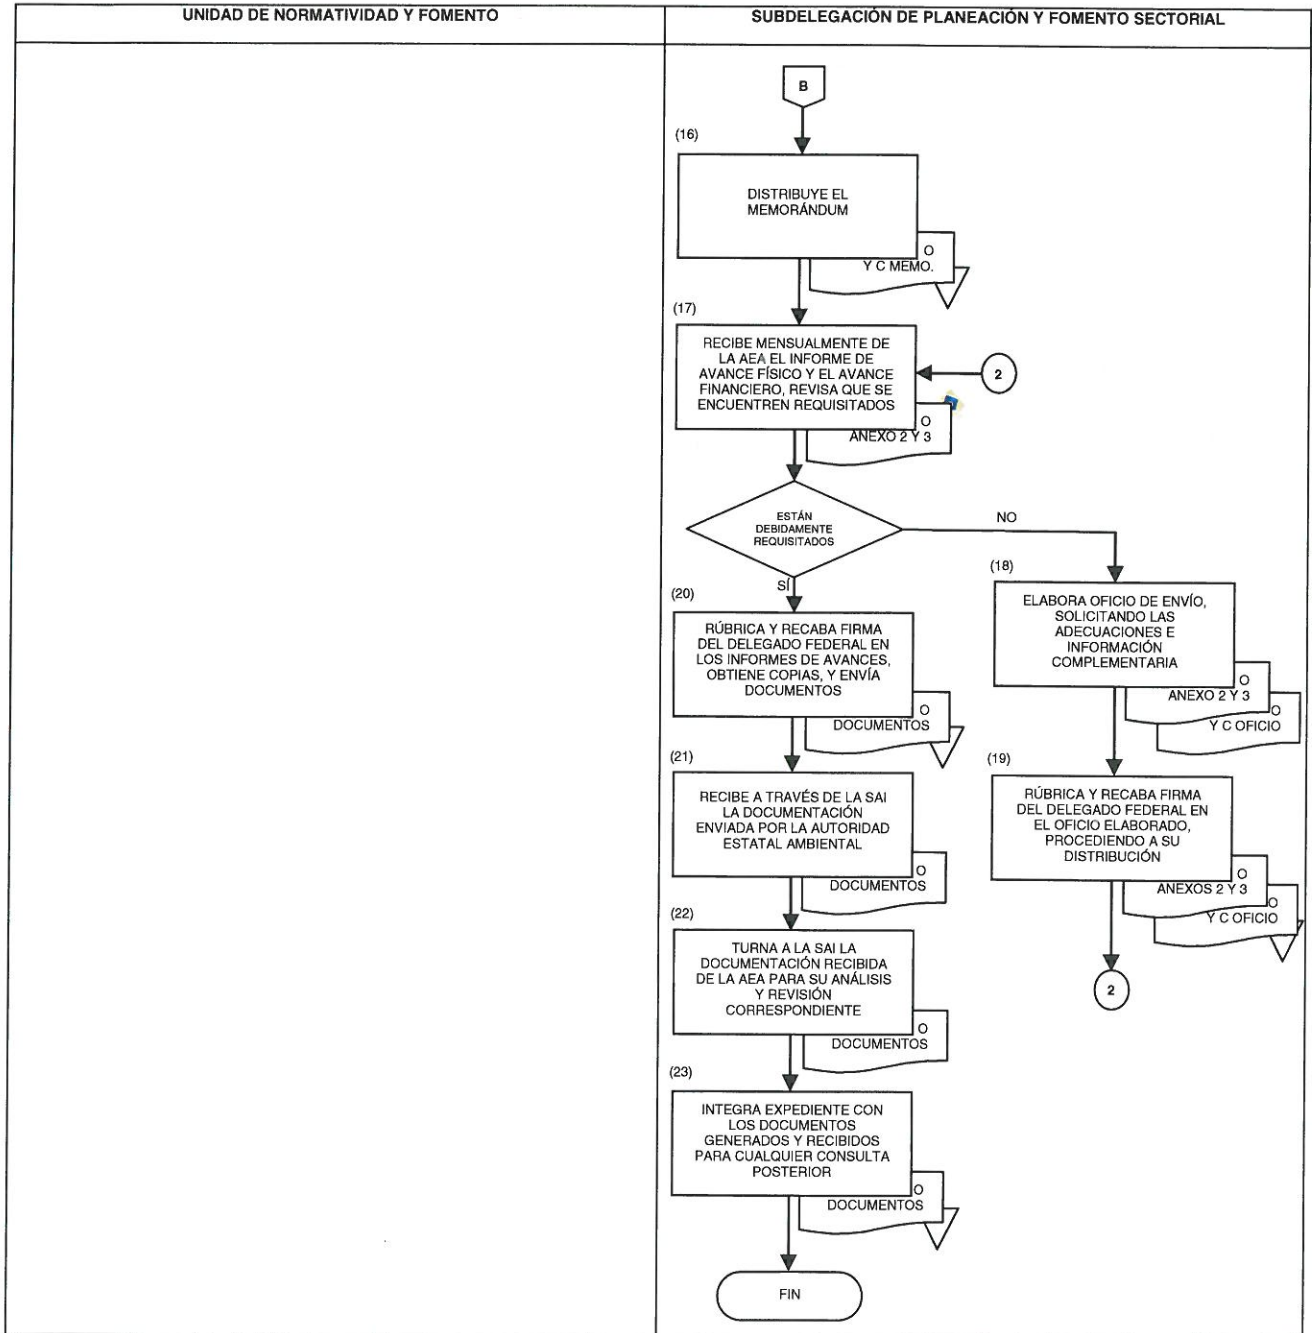 UNIDAD DE NORMATIVIDAD Y FOMENTO
SUBDELEGACIÓN DE PLANEACIÓN Y FOMENTO SECTORIAL
B
(16)
DISTRIBUYE EL
MEMORÁNDUM
O
Y C MEMO.
(17)
RECIBE MENSUALMENTE DE
LA AEA EL INFORME DE
AVANCE FÍSICO Y EL AVANCE
FINANCIERO, REVISA QUE SE
ENCUENTREN REQUISITADOS
2
O
ANEXO 2 Y 3
ESTÁN
DEBIDAMENTE
REQUISITADOS
NO
SÍ
(18)
ELABORA OFICIO DE ENVÍO,
SOLICITANDO LAS
ADECUACIONES E
INFORMACIÓN
COMPLEMENTARIA
O
ANEXO 2 Y 3
O
Y C OFICIO
(19)
RÚBRICA Y RECABA FIRMA
DEL DELEGADO FEDERAL EN
EL OFICIO ELABORADO,
PROCEDIENDO A SU
DISTRIBUCIÓN
O
ANEXOS 2 Y 3
O
Y C OFICIO
2
(20)
RÚBRICA Y RECABA FIRMA
DEL DELEGADO FEDERAL EN
LOS INFORMES DE AVANCES,
OBTIENE COPIAS, Y ENVÍA
DOCUMENTOS
O
DOCUMENTOS
(21)
RECIBE A TRAVÉS DE LA SAI
LA DOCUMENTACIÓN
ENVIADA POR LA AUTORIDAD
ESTATAL AMBIENTAL
O
DOCUMENTOS
(22)
TURNA A LA SAI LA
DOCUMENTACIÓN RECIBIDA
DE LA AEA PARA SU ANÁLISIS
Y REVISIÓN
CORRESPONDIENTE
O
DOCUMENTOS
(23)
INTEGRA EXPEDIENTE CON
LOS DOCUMENTOS
GENERADOS Y RECIBIDOS
PARA CUALQUIER CONSULTA
POSTERIOR
O
DOCUMENTOS
FIN